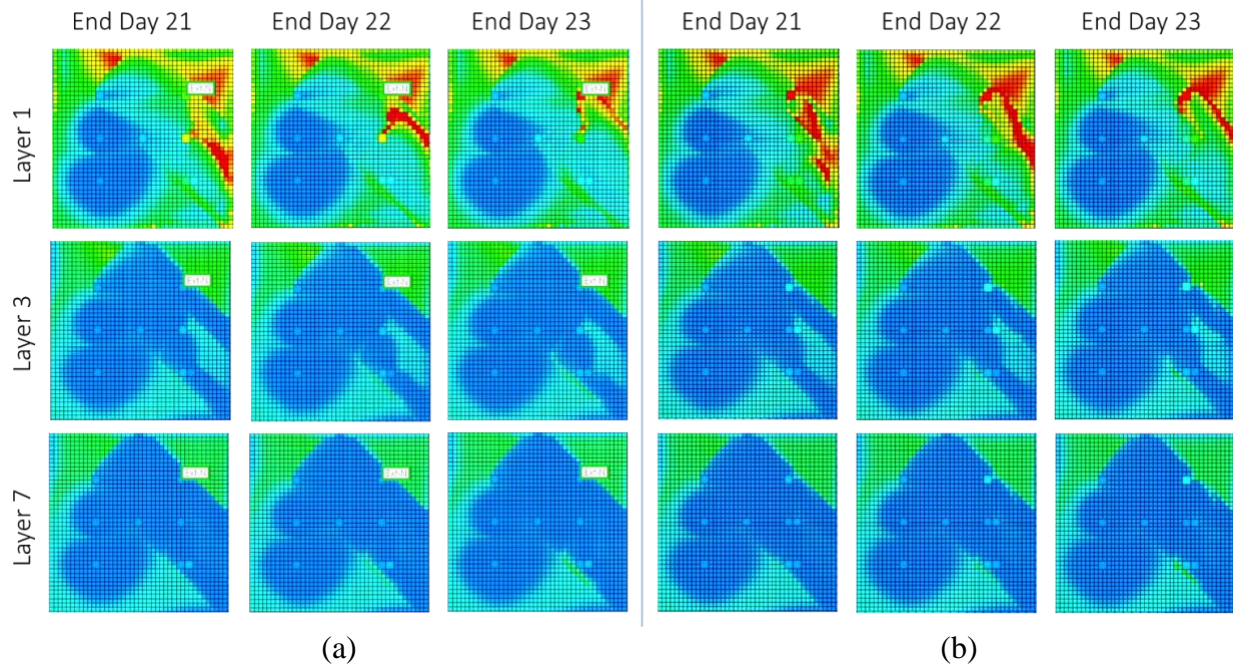 End Day 21 End Day 22 End Day 23 End Day 21 End Day 22 End Day 23
Layer 1
Layer 3
Layer 7
(a) (b)